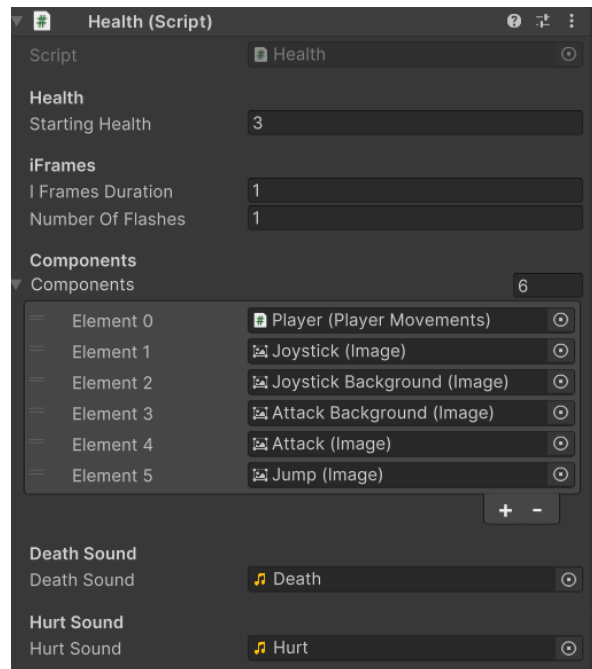 Health (Script)
Script Health
Health
Starting Health 3
iFrames
I Frames Duration 1
Number Of Flashes 1
Components
Components 6
Element 0 Player (Player Movements)
Element 1 Joystick (Image)
Element 2 Joystick Background (Image)
Element 3 Attack Background (Image)
Element 4 Attack (Image)
Element 5 Jump (Image)
+ -
Death Sound
Death Sound Death
Hurt Sound
Hurt Sound Hurt